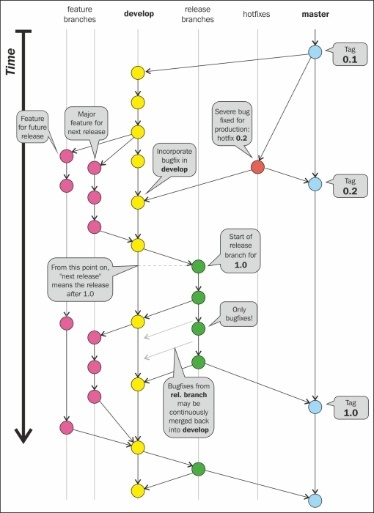 feature
branches
develop
release
branches
hotfixes
master
Time
Tag
0.1
Feature
for future
release
Major
feature for
next release
Severe bug
fixed for
production:
hotfix 0.2
Incorporate
bugfix in
develop
Tag
0.2
Start of
release
branch for
1.0
From this point on,
"next release"
means the release
after 1.0
Only
bugfixes!
Bugfixes from
rel. branch
may be
continuously
merged back
into develop
Tag
1.0